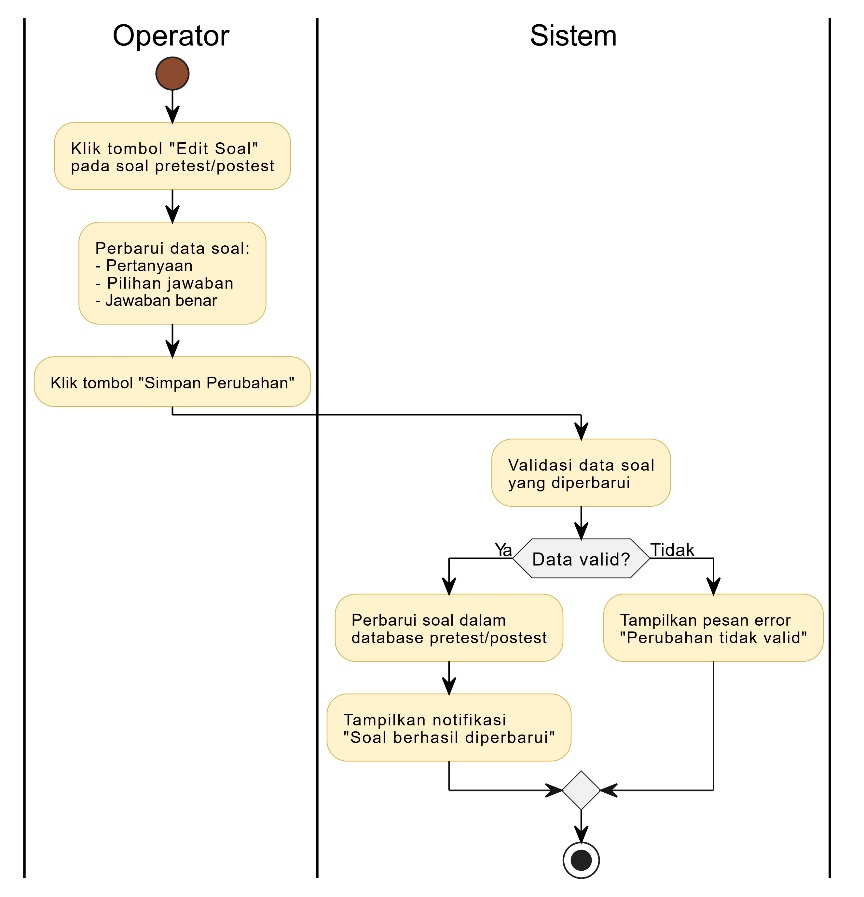 Operator
Sistem
Klik tombol "Edit Soal"
pada soal pretest/postest
Perbarui data soal:
- Pertanyaan
- Pilihan jawaban
- Jawaban benar
Klik tombol "Simpan Perubahan"
Validasi data soal
yang diperbarui
Ya
Data valid?
Tidak
Perbarui soal dalam
database pretest/postest
Tampilkan pesan error
"Perubahan tidak valid"
Tampilkan notifikasi
"Soal berhasil diperbarui"